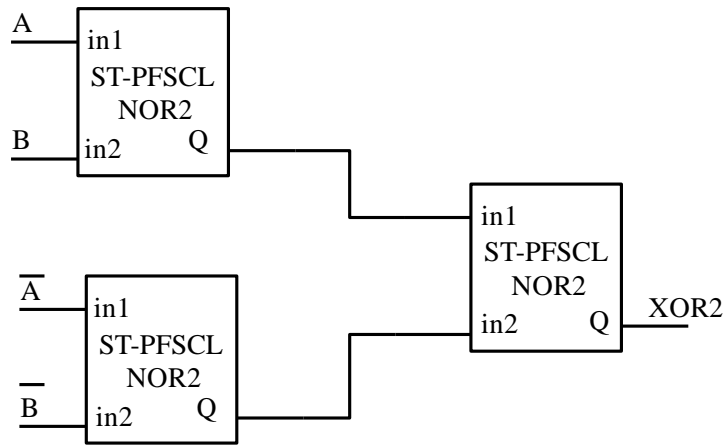 A
in1
ST-PFSCL
NOR2
B
in2
Q
in1
ST-PFSCL
NOR2
in2
Q
XOR2
A̅
in1
ST-PFSCL
NOR2
B̅
in2
Q